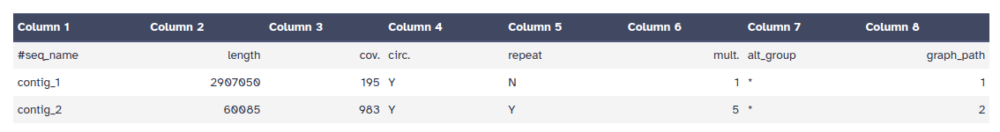 Column 1 Column 2 Column 3 Column 4 Column 5 Column 6 Column 7 Column 8
#seq_name length cov. circ. repeat mult. alt_group graph_path
contig_1 2907050 195 Y N 1 * 1
contig_2 60085 983 Y Y 5 * 2